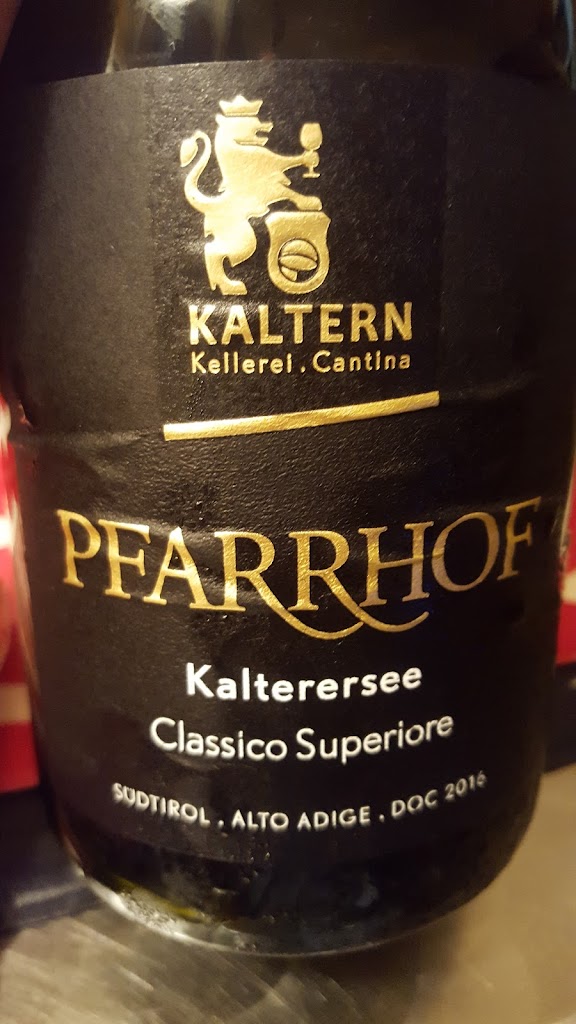 KALTERN
Kellerei . Cantina
PFARRHOF
Kalterersee
Classico Superiore
SÜDTIROL . ALTO ADIGE . DOC 2016